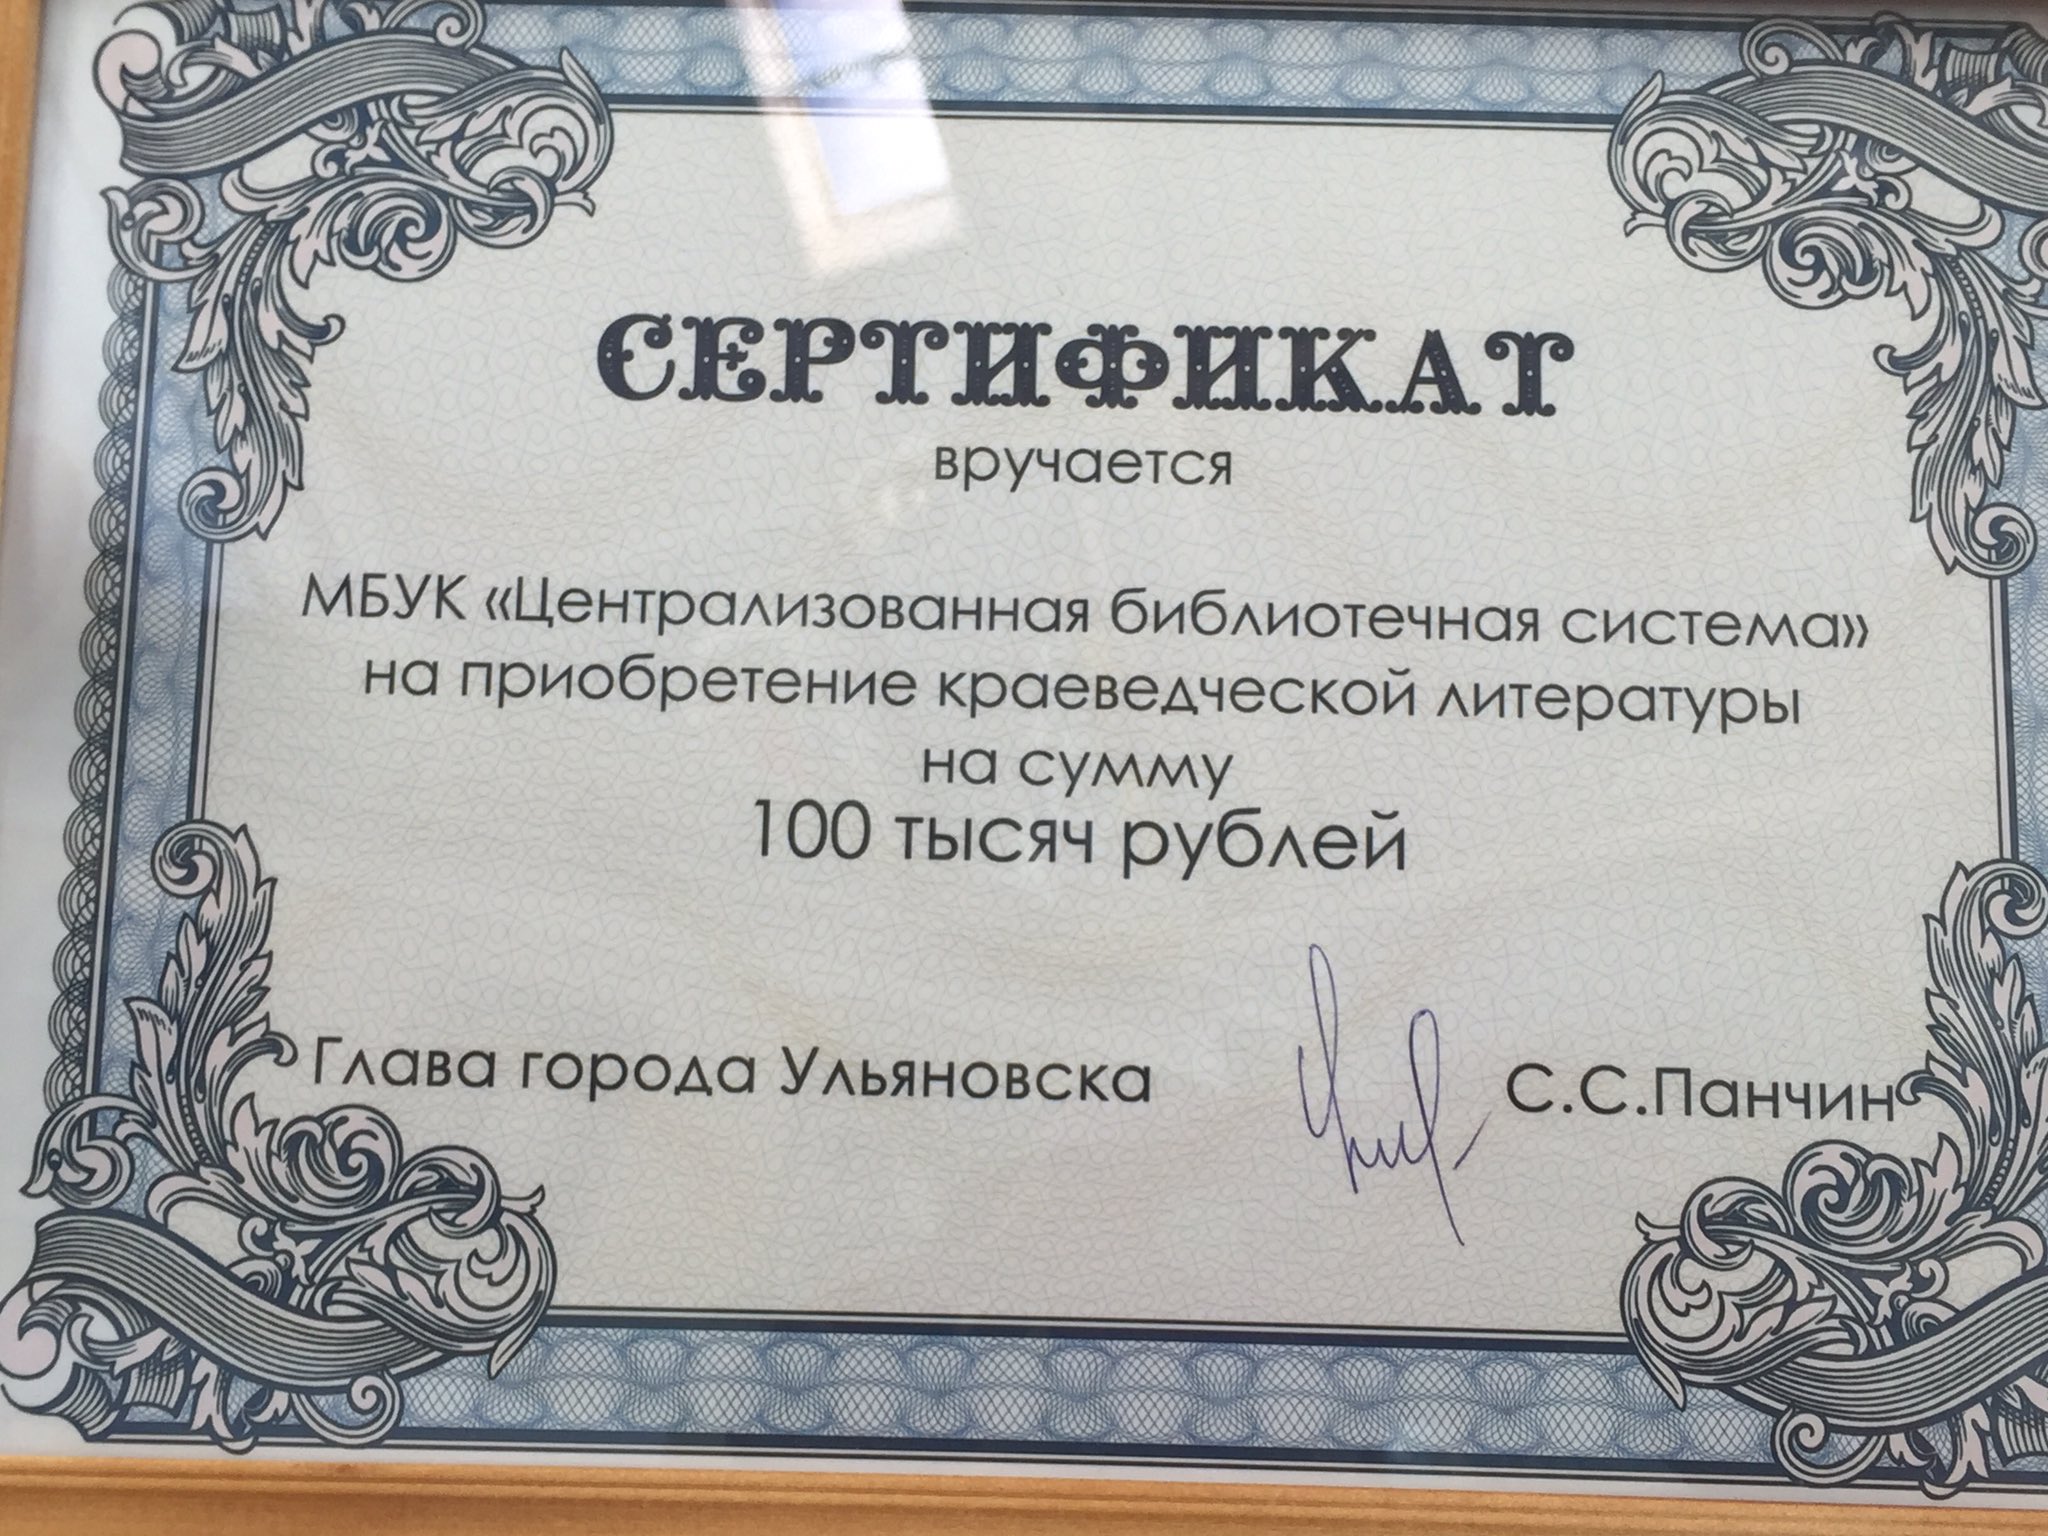 СЕРТИФИКАТ
вручается
МБУК «Централизованная библиотечная система»
на приобретение краеведческой литературы
на сумму
100 тысяч рублей
Глава города Ульяновска С.С.Панчин